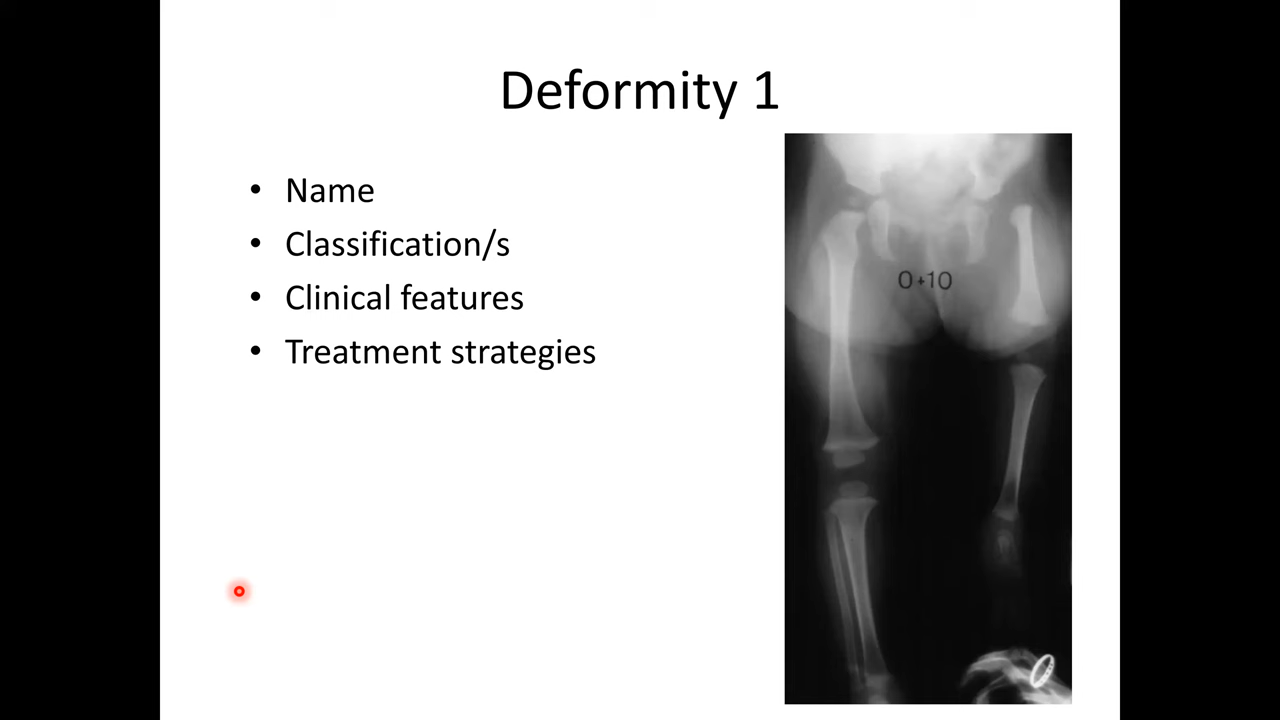 Deformity 1
• Name
• Classification/s
• Clinical features
• Treatment strategies
0+10